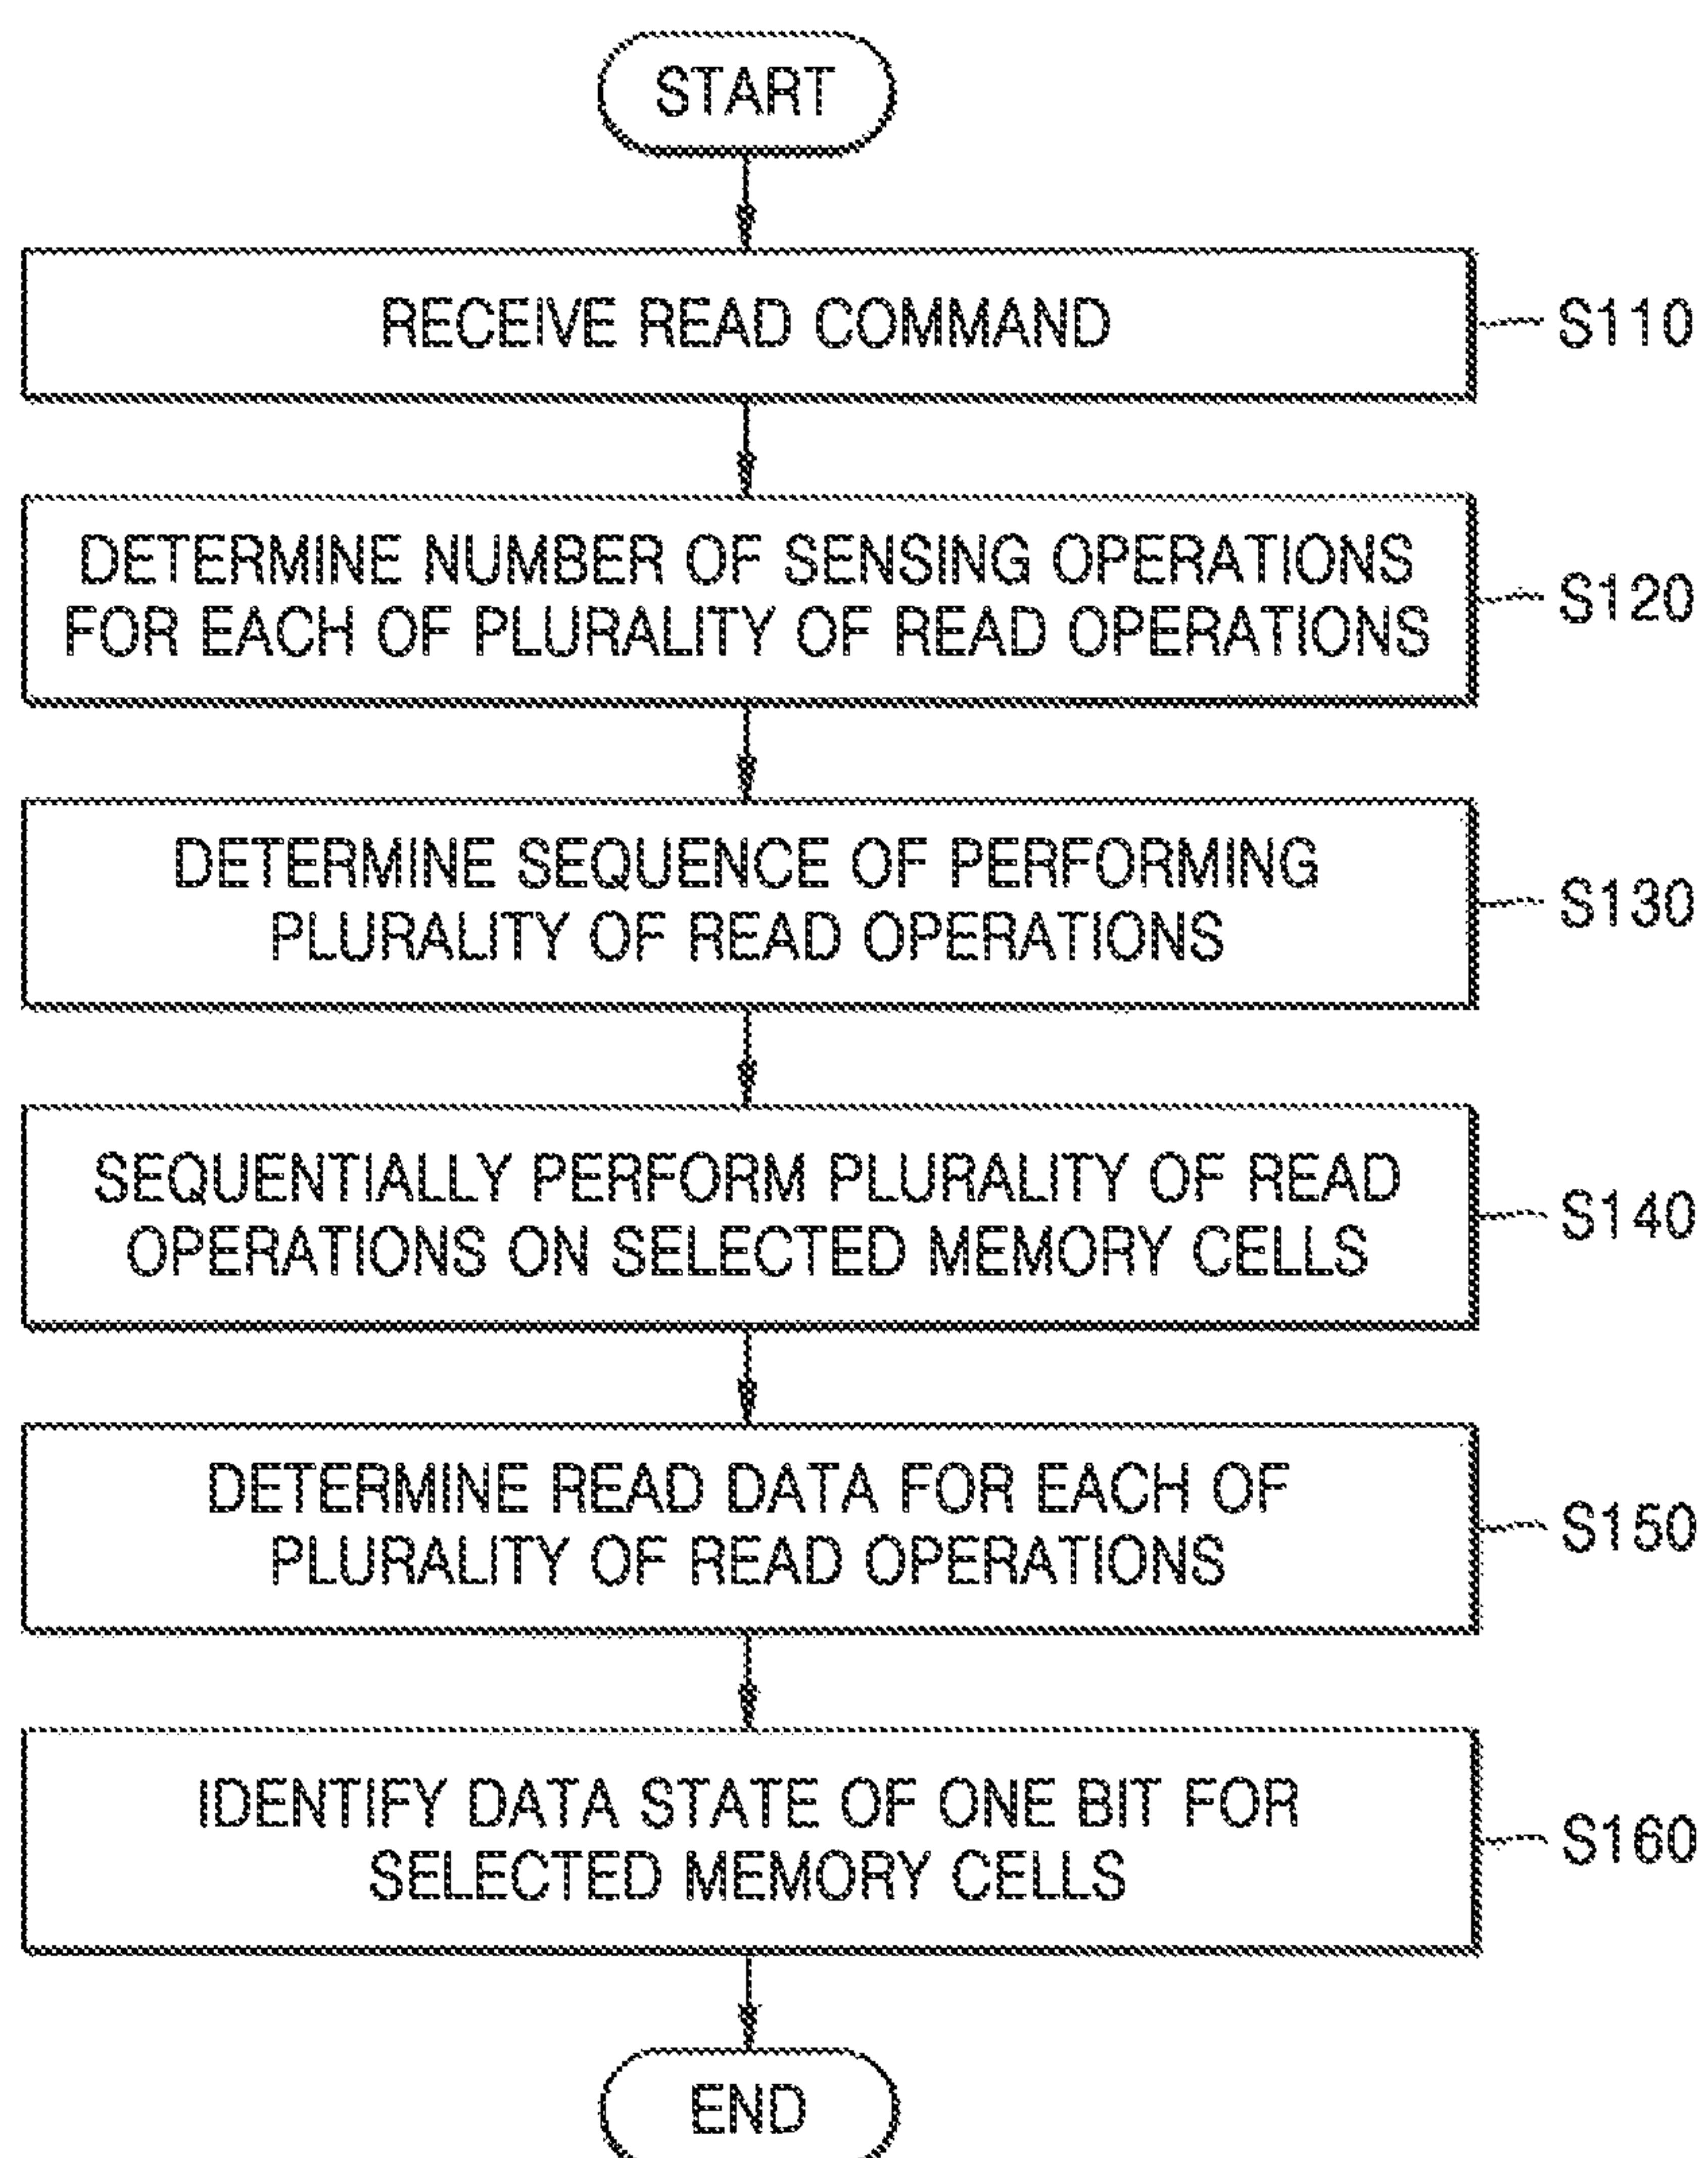 START
RECEIVE READ COMMAND
S110
DETERMINE NUMBER OF SENSING OPERATIONS
FOR EACH OF PLURALITY OF READ OPERATIONS
S120
DETERMINE SEQUENCE OF PERFORMING
PLURALITY OF READ OPERATIONS
S130
SEQUENTIALLY PERFORM PLURALITY OF READ
OPERATIONS ON SELECTED MEMORY CELLS
S140
DETERMINE READ DATA FOR EACH OF
PLURALITY OF READ OPERATIONS
S150
IDENTIFY DATA STATE OF ONE BIT FOR
SELECTED MEMORY CELLS
S160
END